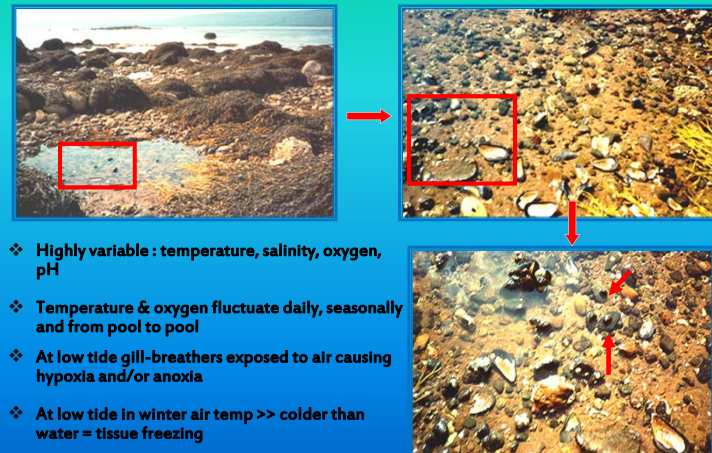 ❖ Highly variable : temperature, salinity, oxygen,
pH
❖ Temperature & oxygen fluctuate daily, seasonally
and from pool to pool
❖ At low tide gill-breathers exposed to air causing
hypoxia and/or anoxia
❖ At low tide in winter air temp >> colder than
water = tissue freezing